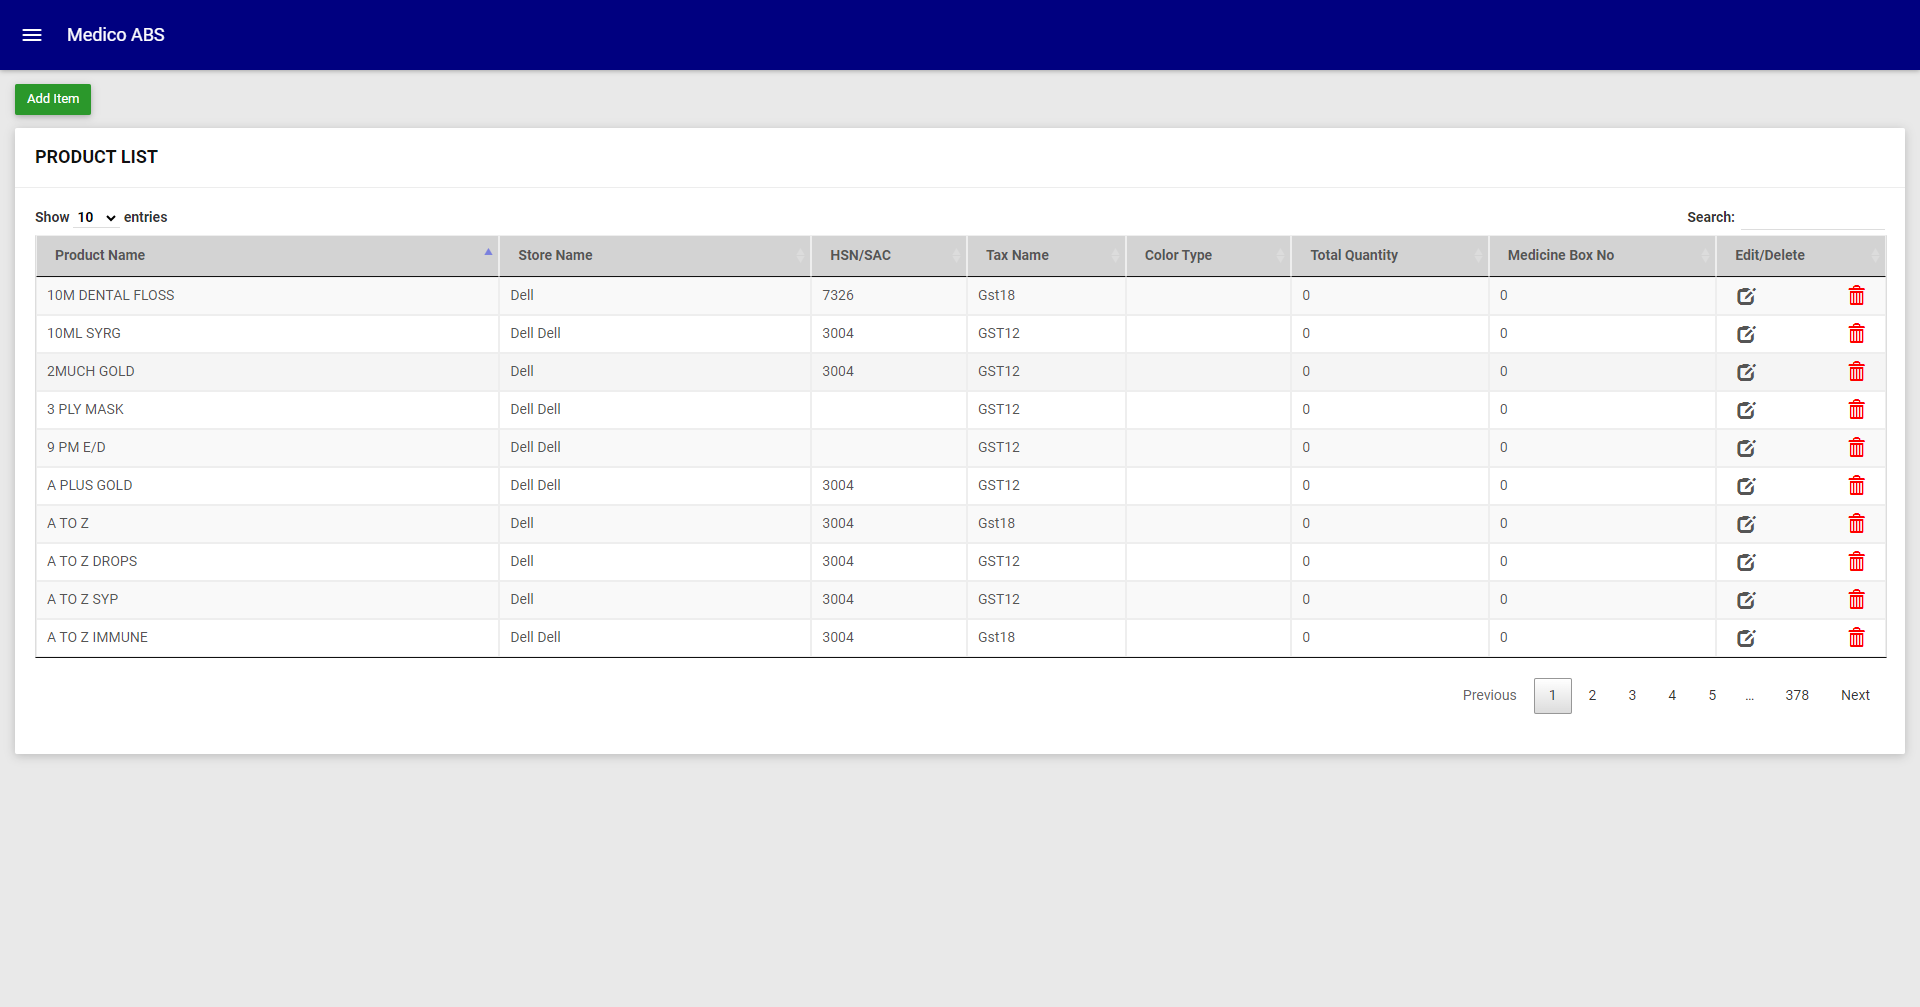 Medico ABS
Add Item
PRODUCT LIST
Show 10 entries Search:
Product Name Store Name HSN/SAC Tax Name Color Type Total Quantity Medicine Box No Edit/Delete
10M DENTAL FLOSS Dell 7326 Gst18 0 0
10ML SYRG Dell Dell 3004 GST12 0 0
2MUCH GOLD Dell 3004 GST12 0 0
3 PLY MASK Dell Dell GST12 0 0
9 PM E/D Dell Dell GST12 0 0
A PLUS GOLD Dell Dell 3004 GST12 0 0
A TO Z Dell 3004 Gst18 0 0
A TO Z DROPS Dell 3004 GST12 0 0
A TO Z SYP Dell 3004 GST12 0 0
A TO Z IMMUNE Dell Dell 3004 Gst18 0 0
Previous 1 2 3 4 5 … 378 Next